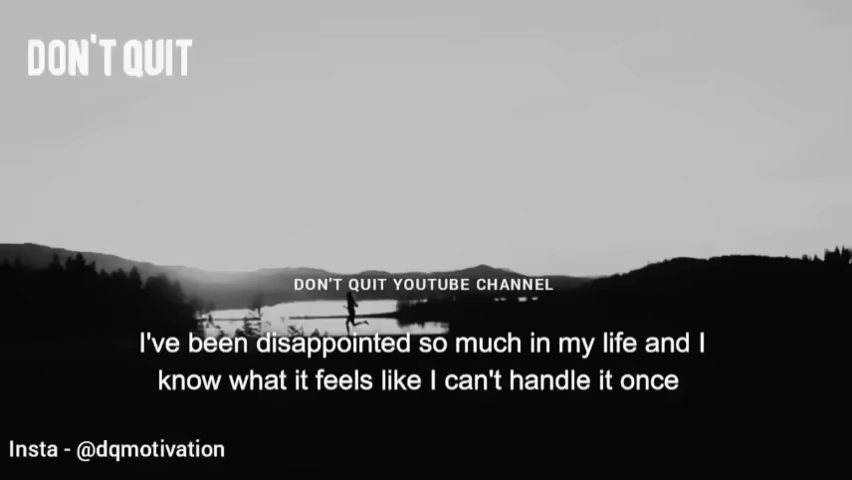 DON'T QUIT
DON'T QUIT YOUTUBE CHANNEL
I've been disappointed so much in my life and I
know what it feels like I can't handle it once
Insta - @dqmotivation